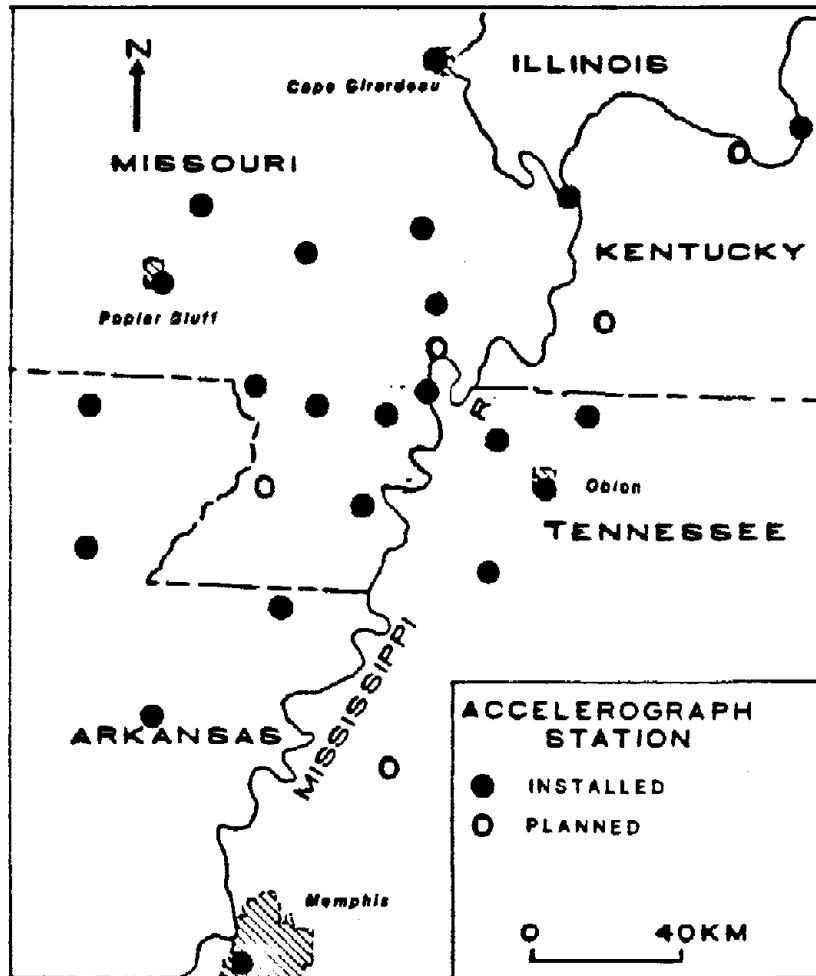 N
ILLINOIS
Cape Girardeau
MISSOURI
KENTUCKY
Poplar Bluff
R
Obion
TENNESSEE
MISSISSIPPI
ARKANSAS
ACCELEROGRAPH
STATION
INSTALLED
PLANNED
Memphis
0 40KM